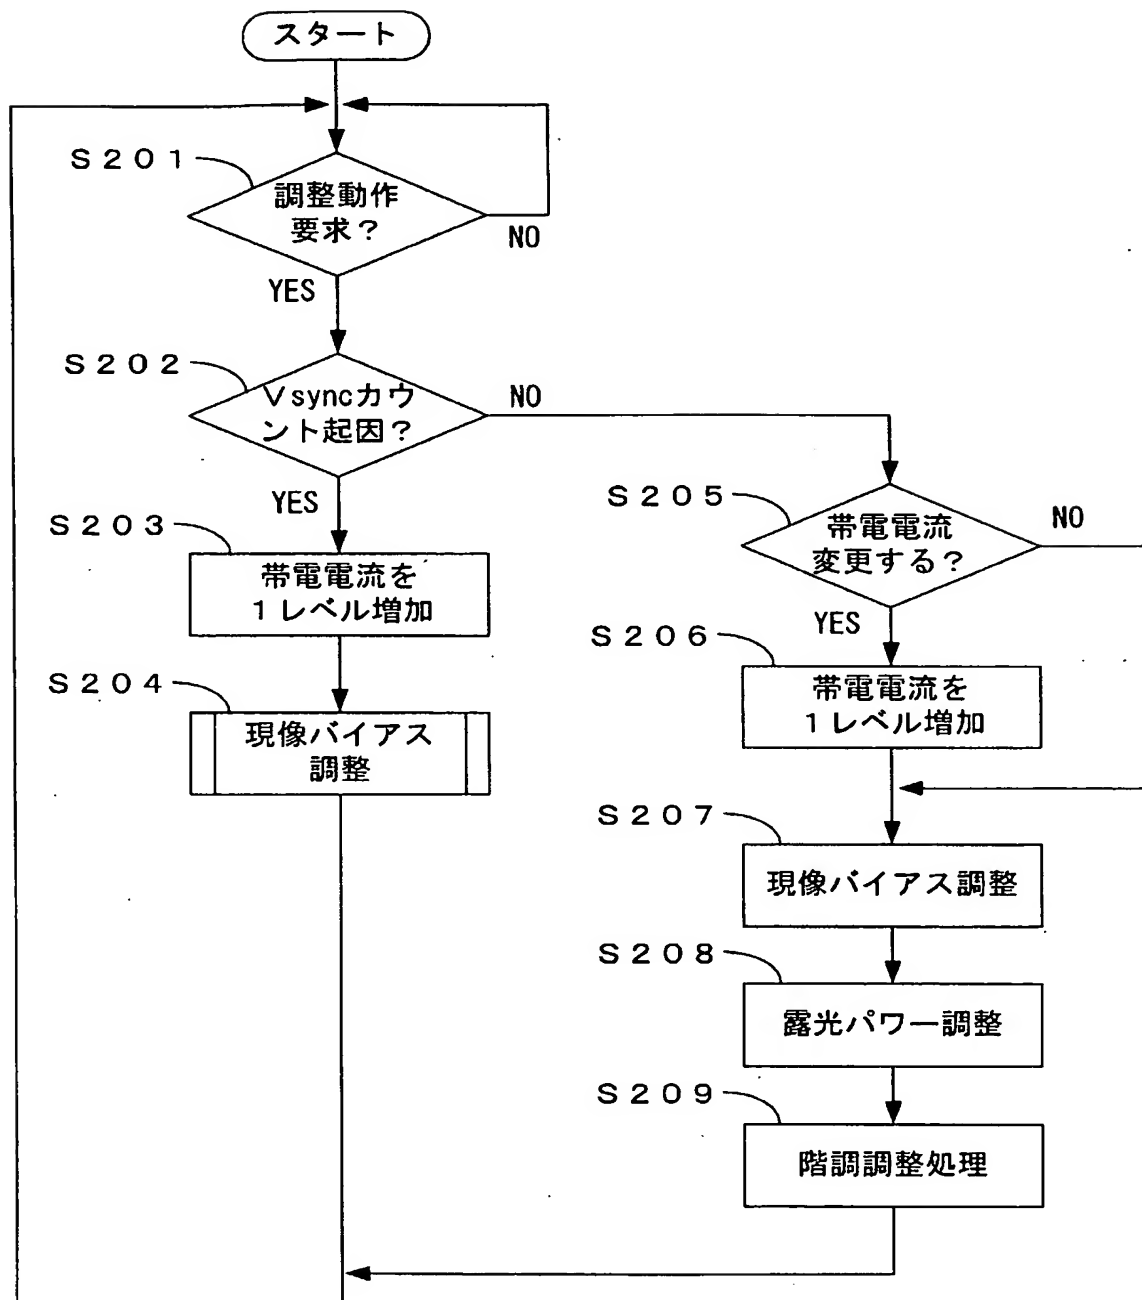 スタート
S201
調整動作
要求？
NO
YES
S202
Vsyncカウ
ント起因？
NO
YES
S203
帯電電流を
1レベル増加
S204
現像バイアス
調整
S205
帯電電流
変更する？
NO
YES
S206
帯電電流を
1レベル増加
S207
現像バイアス調整
S208
露光パワー調整
S209
階調調整処理